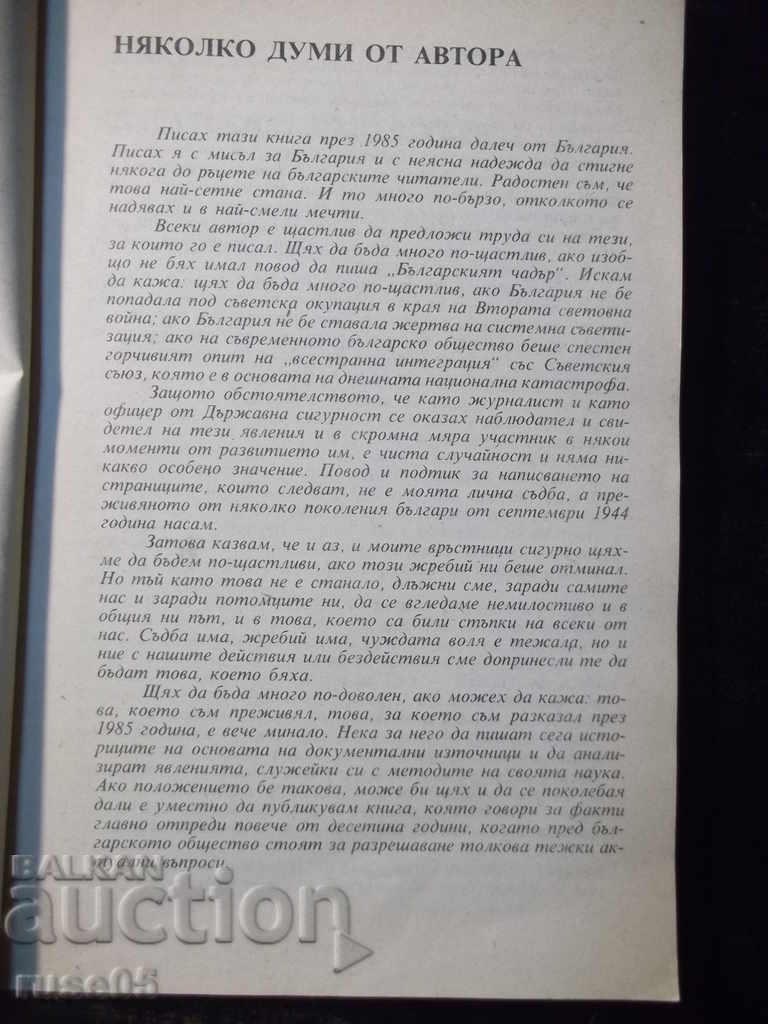 НЯКОЛКО ДУМИ ОТ АВТОРА
Писах тази книга през 1985 година далеч от България.
Писах я с мисъл за България и с неясна надежда да стигне
някога до ръцете на българските читатели. Радостен съм, че
това най-сетне стана. И то много по-бързо, отколкото се
надявах и в най-смели мечти.
Всеки автор е щастлив да предложи труда си на тези,
за които го е писал. Щях да бъда много по-щастлив, ако изоб-
що не бях имал повод да пиша „Българският чадър“. Искам
да кажа: щях да бъда много по-щастлив, ако България не бе
попадала под съветска окупация в края на Втората световна
война; ако България не бе ставала жертва на системна съвети-
зация; ако на съвременното българско общество беше спестен
горчивият опит на „всестранна интеграция“ със Съветския
съюз, която е в основата на днешната национална катастрофа.
Защото обстоятелството, че като журналист и като
офицер от Държавна сигурност се оказах наблюдател и сви-
детел на тези явления и в скромна мяра участник в някои
моменти от развитието им, е чиста случайност и няма ни-
какво особено значение. Повод и подтик за написването на
страниците, които следват, не е моята лична съдба, а пре-
живяното от няколко поколения българи от септември 1944
година насам.
Затова казвам, че и аз, и моите връстници сигурно щях-
ме да бъдем по-щастливи, ако този жребий ни беше отминал.
Но тъй като това не е станало, длъжни сме, заради самите
нас и заради потомците ни, да се вгледаме немилостиво и в
общия ни път, и в това, което са били стъпки на всеки от
нас. Съдба има, жребий има, чуждата воля е тежала, но и
ние с нашите действия или бездействия сме допринесли те да
бъдат това, което бяха.
Щях да бъда много по-доволен, ако можех да кажа: то-
ва, което съм преживял, това, за което съм разказал през
1985 година, е вече минало. Нека за него да пишат сега исто-
риците на основата на документални източници и да анали-
зират явленията, служейки си с методите на своята наука.
Ако положението бе такова, може би щях и да се поколебая
дали е уместно да публикувам книга, която говори за факти
главно отпреди повече от десетина години, когато пред бъл-
гарското общество стоят за разрешаване толкова тежки ак-
туални въпроси.
BALKAN
auction
ruse05